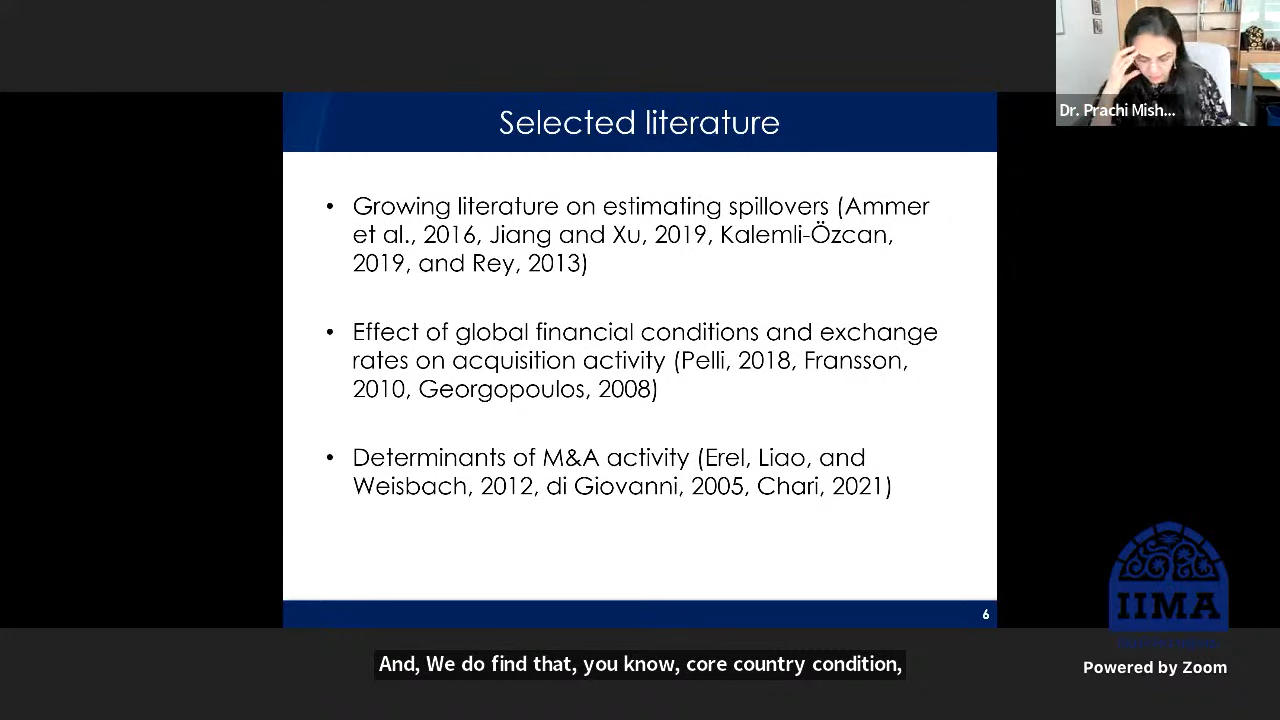 Dr. Prachi Mish...
Selected literature
• Growing literature on estimating spillovers (Ammer
et al., 2016, Jiang and Xu, 2019, Kalemli-Özcan,
2019, and Rey, 2013)
• Effect of global financial conditions and exchange
rates on acquisition activity (Pelli, 2018, Fransson,
2010, Georgopoulos, 2008)
• Determinants of M&A activity (Erel, Liao, and
Weisbach, 2012, di Giovanni, 2005, Chari, 2021)
6
IIMA
And, We do find that, you know, core country condition,
Powered by Zoom